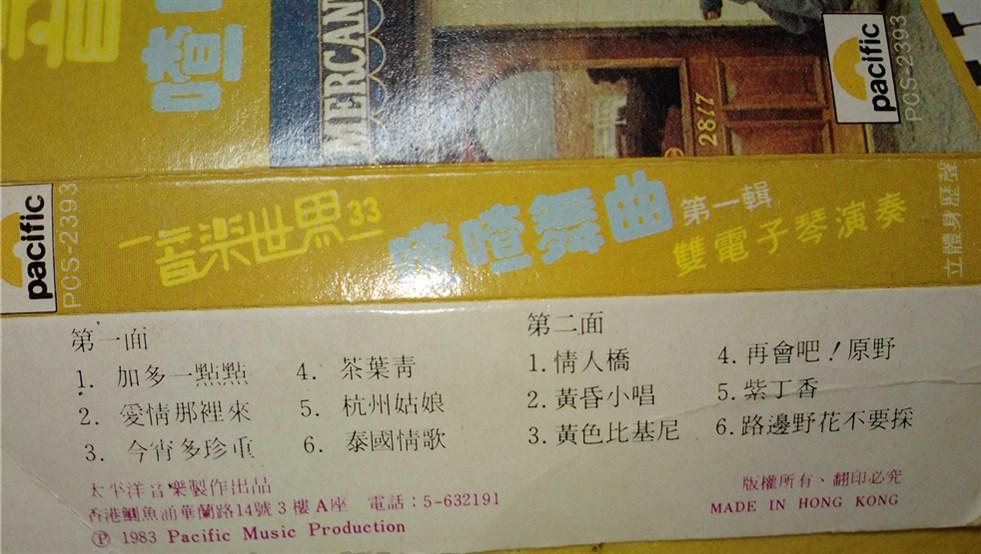 音
喳
MERCAN
28/7
pacific
PCS-2393
pacific
PCS-2393
音樂世界 33
喳喳舞曲 第一輯
雙電子琴演奏
立體身歷聲
第一面
1. 加多一點點
2. 愛情那裡來
3. 今宵多珍重
4. 茶葉青
5. 杭州姑娘
6. 泰國情歌
第二面
1. 情人橋
2. 黃昏小唱
3. 黃色比基尼
4. 再會吧！原野
5. 紫丁香
6. 路邊野花不要採
太平洋音樂製作出品
香港鰂魚涌華蘭路14號3樓A座 電話：5-632191
Ⓟ 1983 Pacific Music Production
版權所有、翻印必究
MADE IN HONG KONG